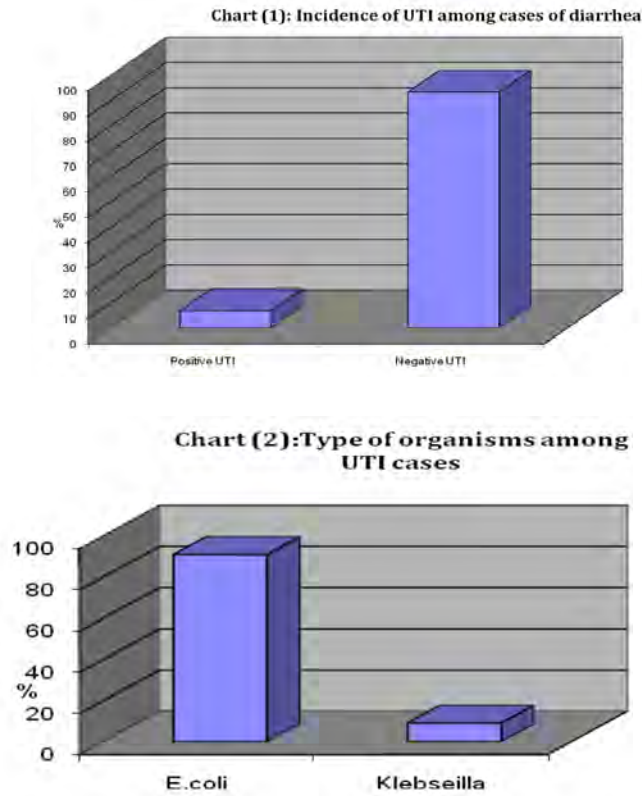 Chart (1): Incidence of UTI among cases of diarrhea
100
90
80
70
60
50
%
40
30
20
10
0
Positive UTI
Negative UTI
Chart (2):Type of organisms among
UTI cases
100
80
60
40
%
20
0
E.coli
Klebseilla